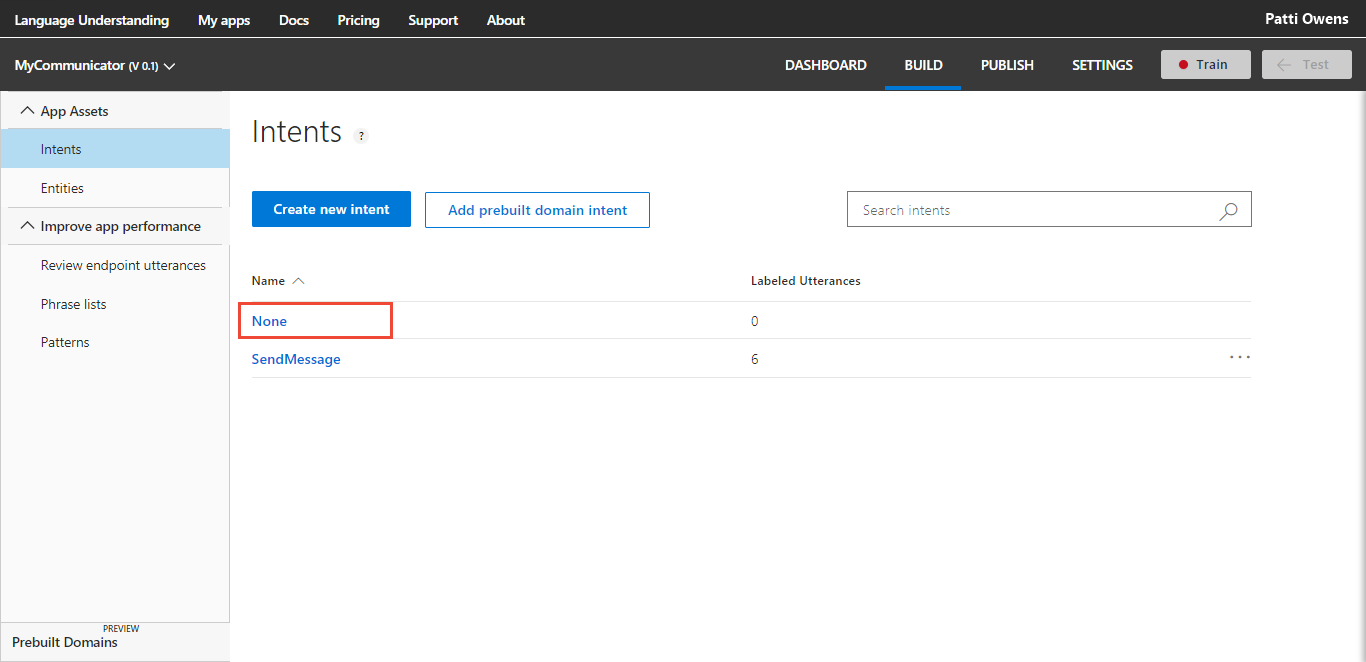 Language Understanding My apps Docs Pricing Support About Patti Owens
MyCommunicator (V 0.1) DASHBOARD BUILD PUBLISH SETTINGS Train Test
App Assets
Intents
Entities
Improve app performance
Review endpoint utterances
Phrase lists
Patterns
PREVIEW
Prebuilt Domains
Intents ?
Create new intent Add prebuilt domain intent Search intents
Name Labeled Utterances
None 0
SendMessage 6 ...